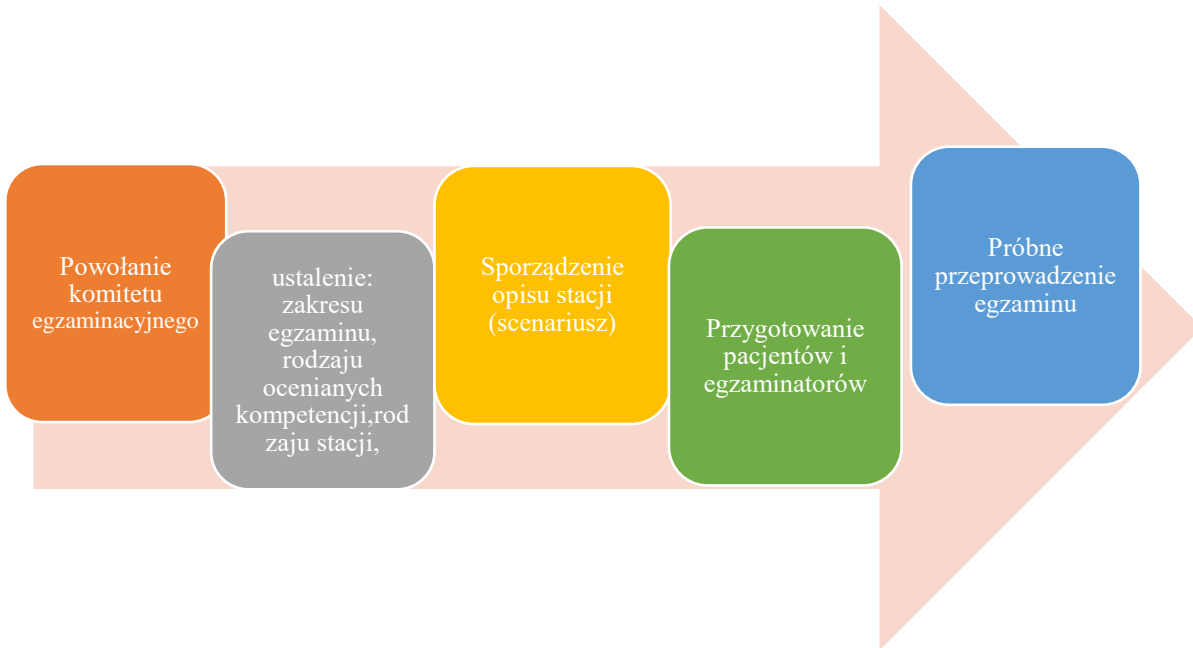 Powołanie
komitetu
egzaminacyjnego
ustalenie:
zakresu
egzaminu,
rodzaju
ocenianych
kompetencji,rod
zaju stacji,
Sporządzenie
opisu stacji
(scenariusz)
Przygotowanie
pacjentów i
egzaminatorów
Próbne
przeprowadzenie
egzaminu